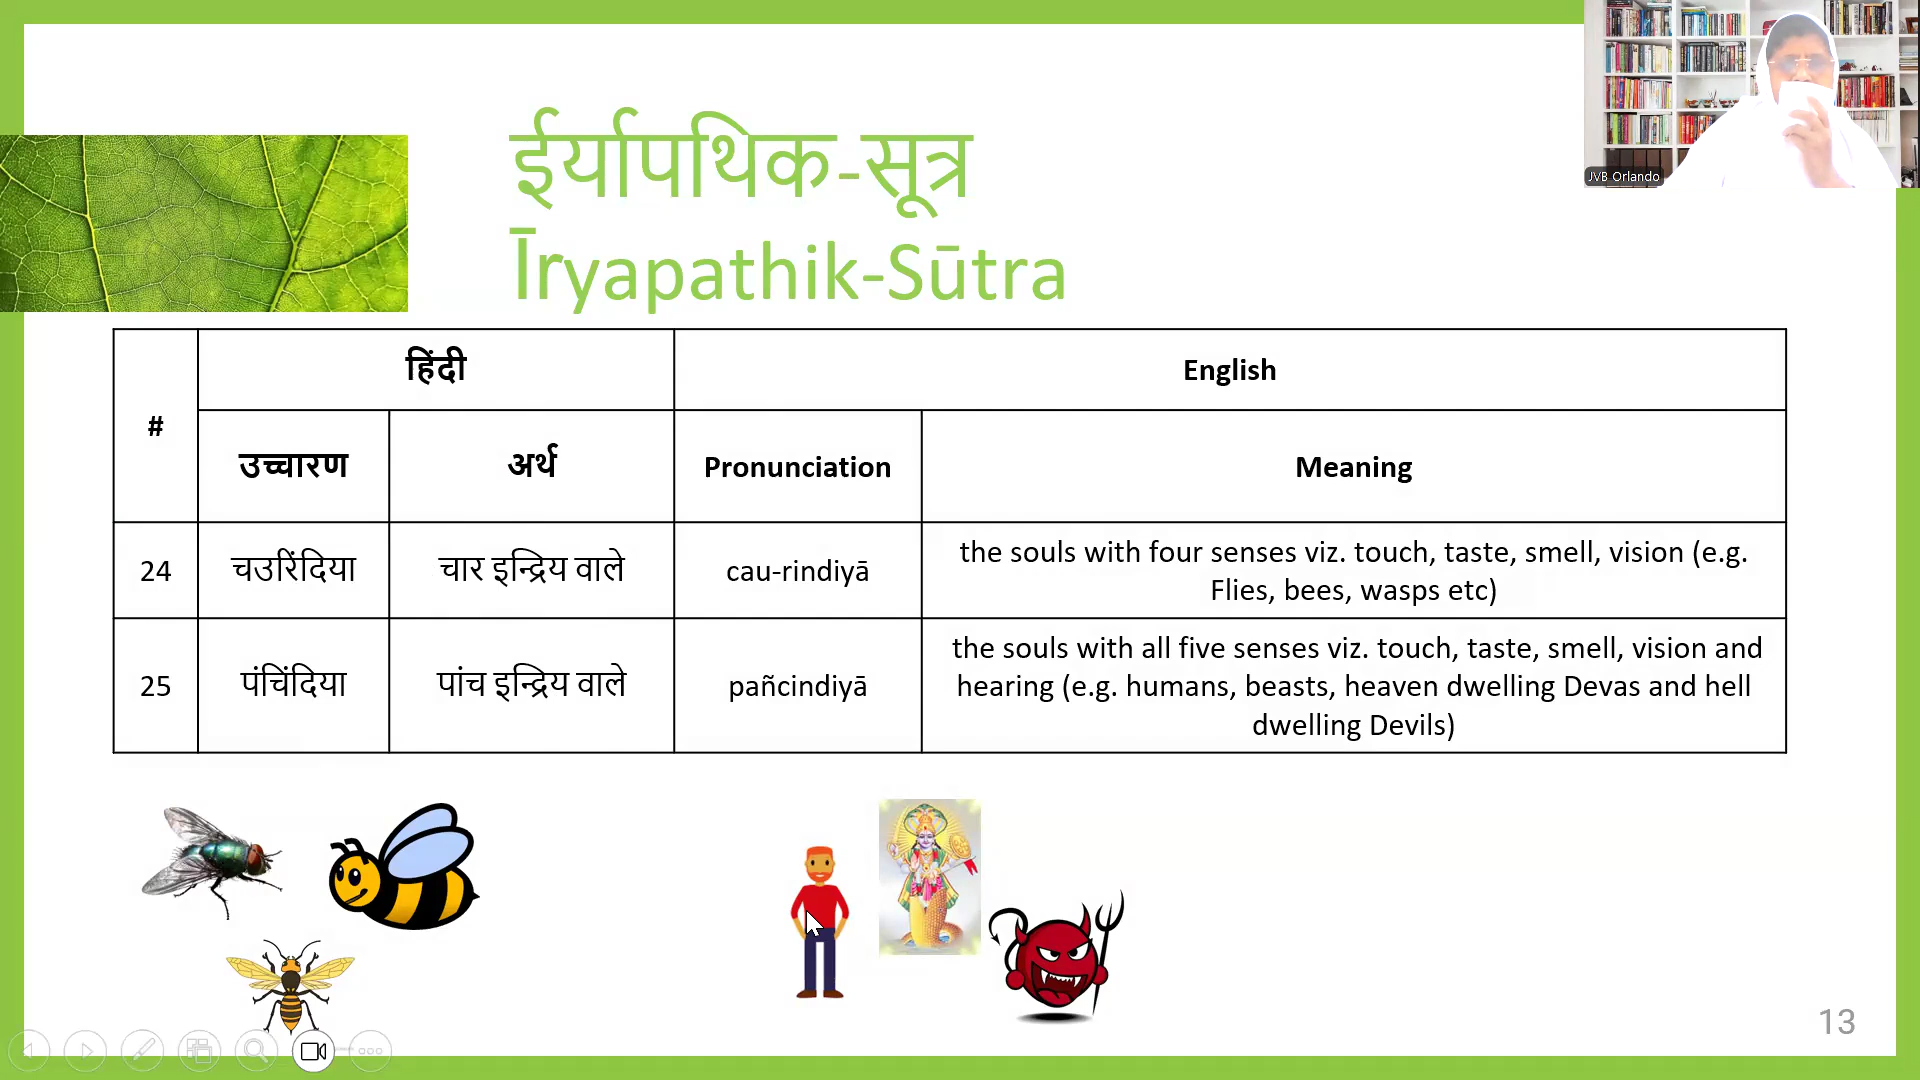 JVB Orlando
ईर्यापथिक-सूत्र
Īryapathik-Sūtra
#
हिंदी
English
उच्चारण
अर्थ
Pronunciation
Meaning
24
चउरिंदिया
चार इन्द्रिय वाले
cau-rindiyā
the souls with four senses viz. touch, taste, smell, vision (e.g.
Flies, bees, wasps etc)
25
पंचिंदिया
पांच इन्द्रिय वाले
pañcindiyā
the souls with all five senses viz. touch, taste, smell, vision and
hearing (e.g. humans, beasts, heaven dwelling Devas and hell
dwelling Devils)
13